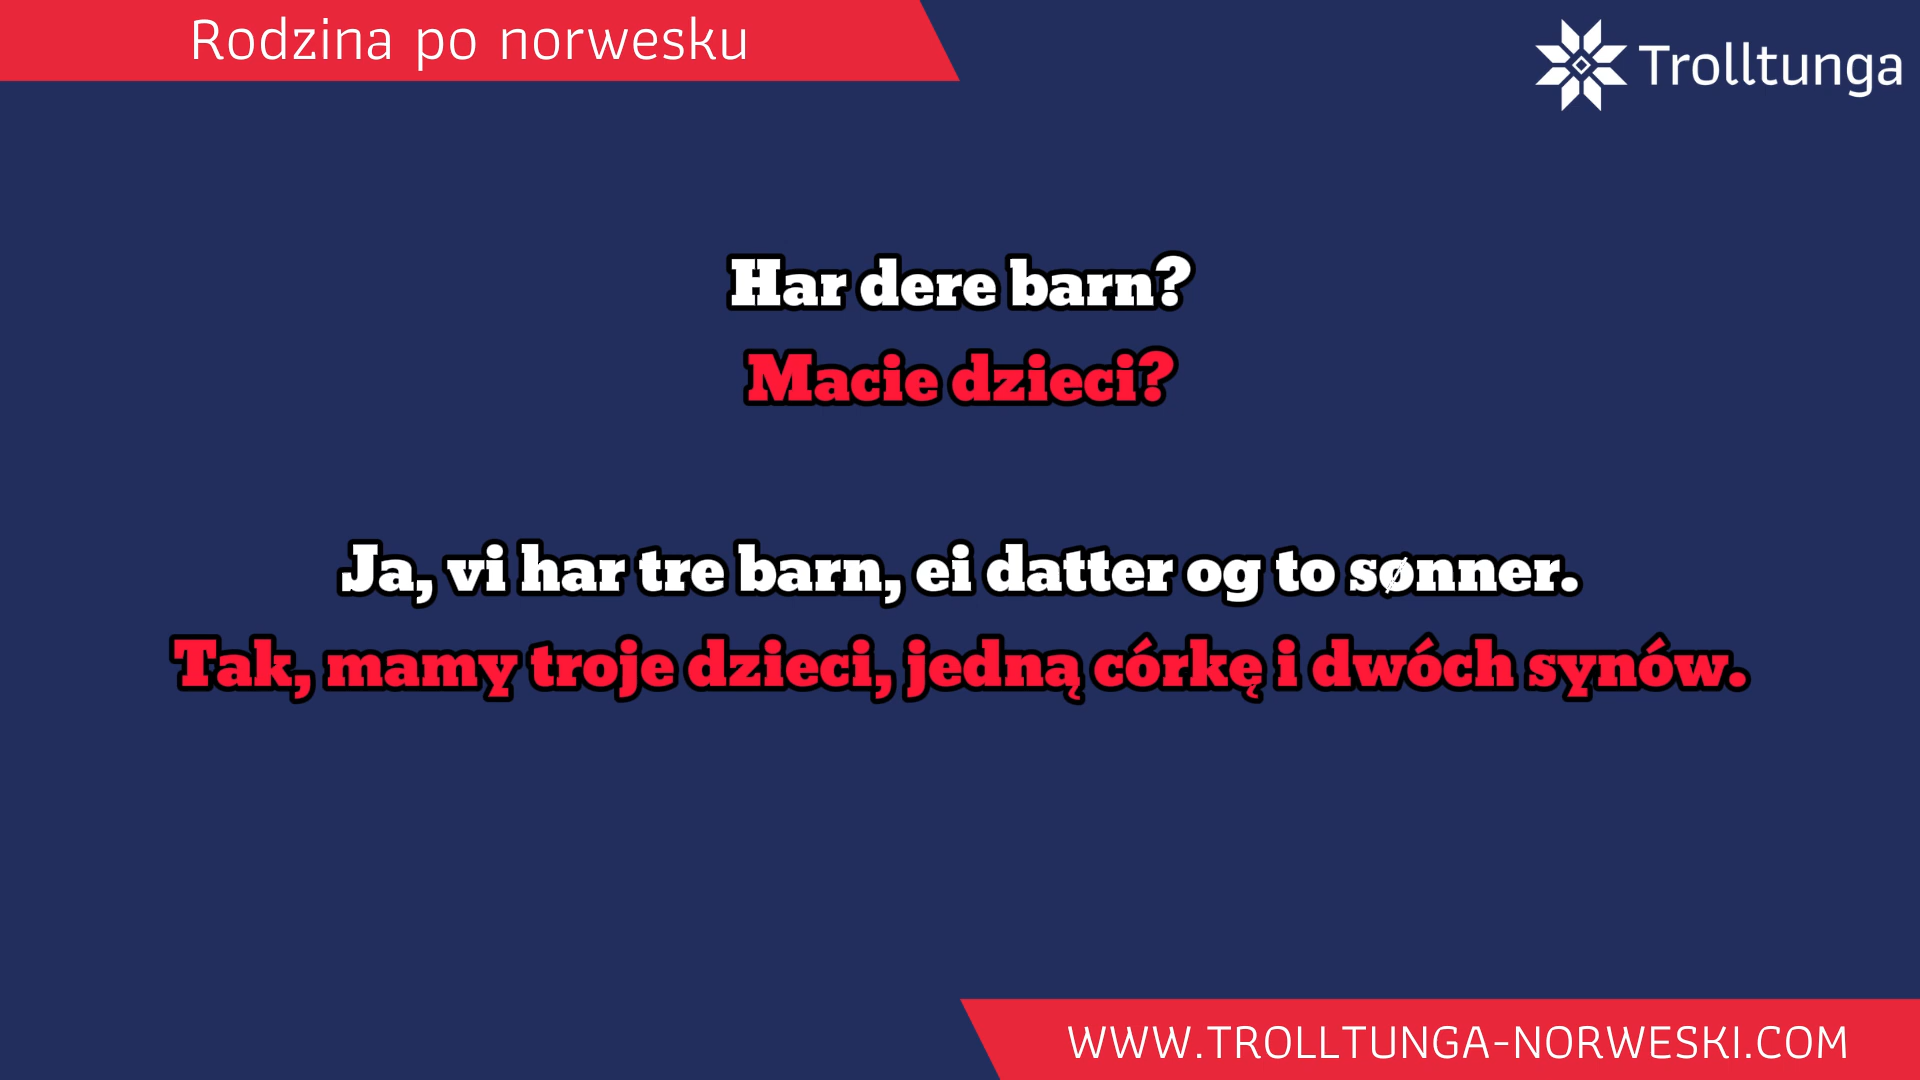 Rodzina po norwesku
Trolltunga
Har dere barn?
Macie dzieci?
Ja, vi har tre barn, ei datter og to sønner.
Tak, mamy troje dzieci, jedną córkę i dwóch synów.
WWW.TROLLTUNGA-NORWESKI.COM